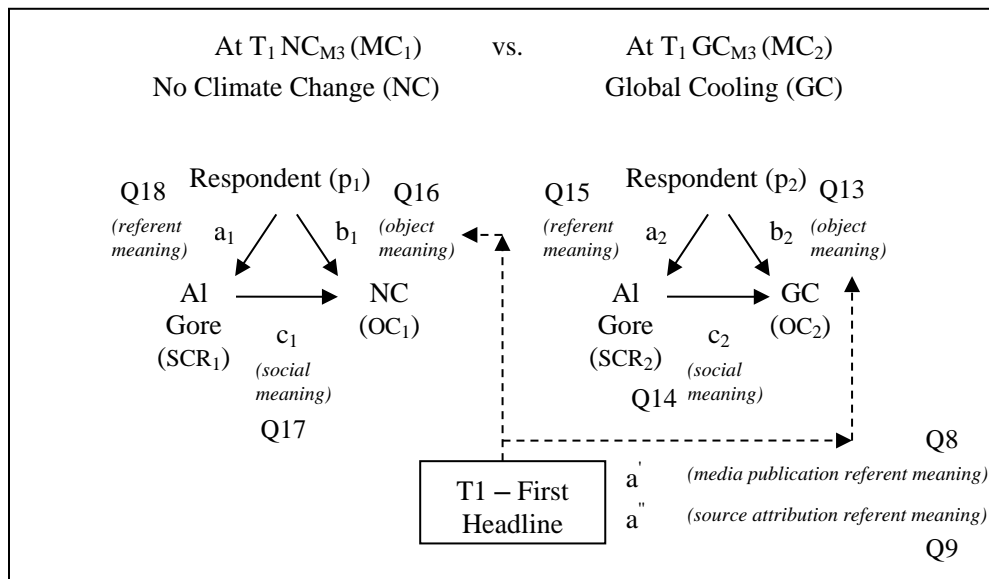 At T1 NCM3 (MC1) vs. At T1 GCM3 (MC2)
No Climate Change (NC) Global Cooling (GC)
Q18 Respondent (p1) Q16 Q15 Respondent (p2) Q13
(referent meaning) a1 b1 (object meaning) (referent meaning) a2 b2 (object meaning)
Al NC Al GC
Gore (OC1) Gore (OC2)
(SCR1) c1 (SCR2) c2
(social meaning) (social meaning)
Q17 Q14
Q8
T1 – First a' (media publication referent meaning)
Headline a" (source attribution referent meaning)
Q9